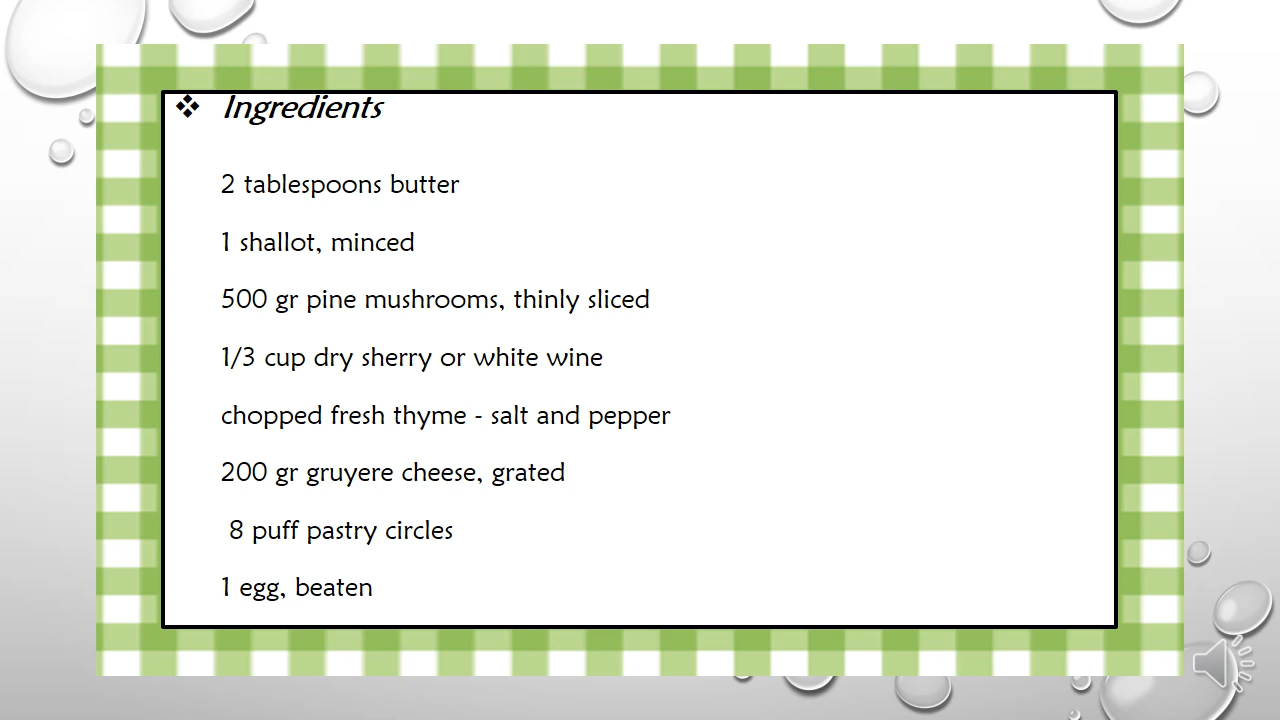 ❖ Ingredients
2 tablespoons butter
1 shallot, minced
500 gr pine mushrooms, thinly sliced
1/3 cup dry sherry or white wine
chopped fresh thyme - salt and pepper
200 gr gruyere cheese, grated
8 puff pastry circles
1 egg, beaten